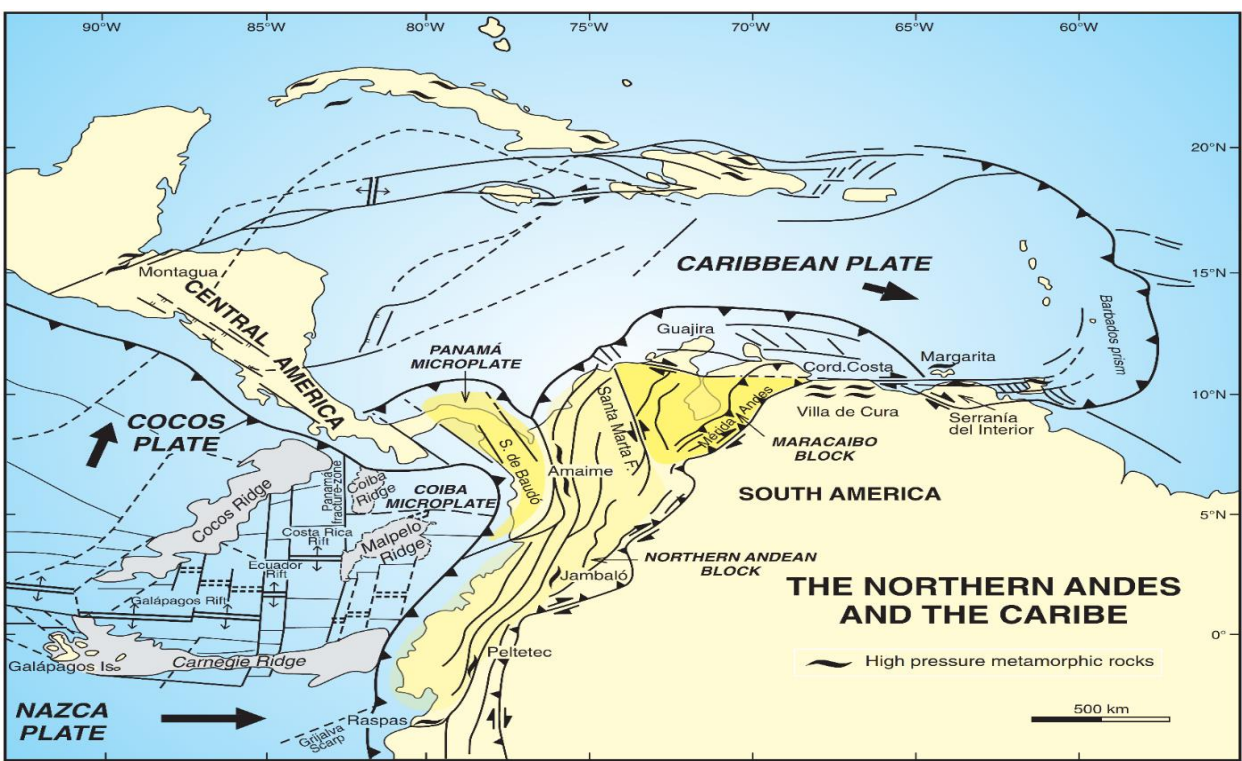 90°W
85°W
75°W
70°W
65°W
60°W
20°N
15°N
10°N
5°N
0°
Montagua
CENTRAL
AMERICA
CARIBBEAN PLATE
Barbados prism
Guajira
PANAMÁ
MICROPLATE
Margarita
Cord.Costa
COCOS
PLATE
Santa Marta F.
Mérida Andes
Villa de Cura
Serranía
del Interior
MARACAIBO
BLOCK
S. de Baudó
Amaime
SOUTH AMERICA
Cocos Ridge
Panamá
fracture-zone
Coiba
Ridge
COIBA
MICROPLATE
Costa Rica
Rift
Malpelo
Ridge
Ecuador
Rift
Galápagos Rift
NORTHERN ANDEAN
BLOCK
Jambaló
THE NORTHERN ANDES
AND THE CARIBE
High pressure metamorphic rocks
Galápagos Is.
Carnegie Ridge
Peltetec
NAZCA
PLATE
Raspas
Grijalva
Scarp
500 km